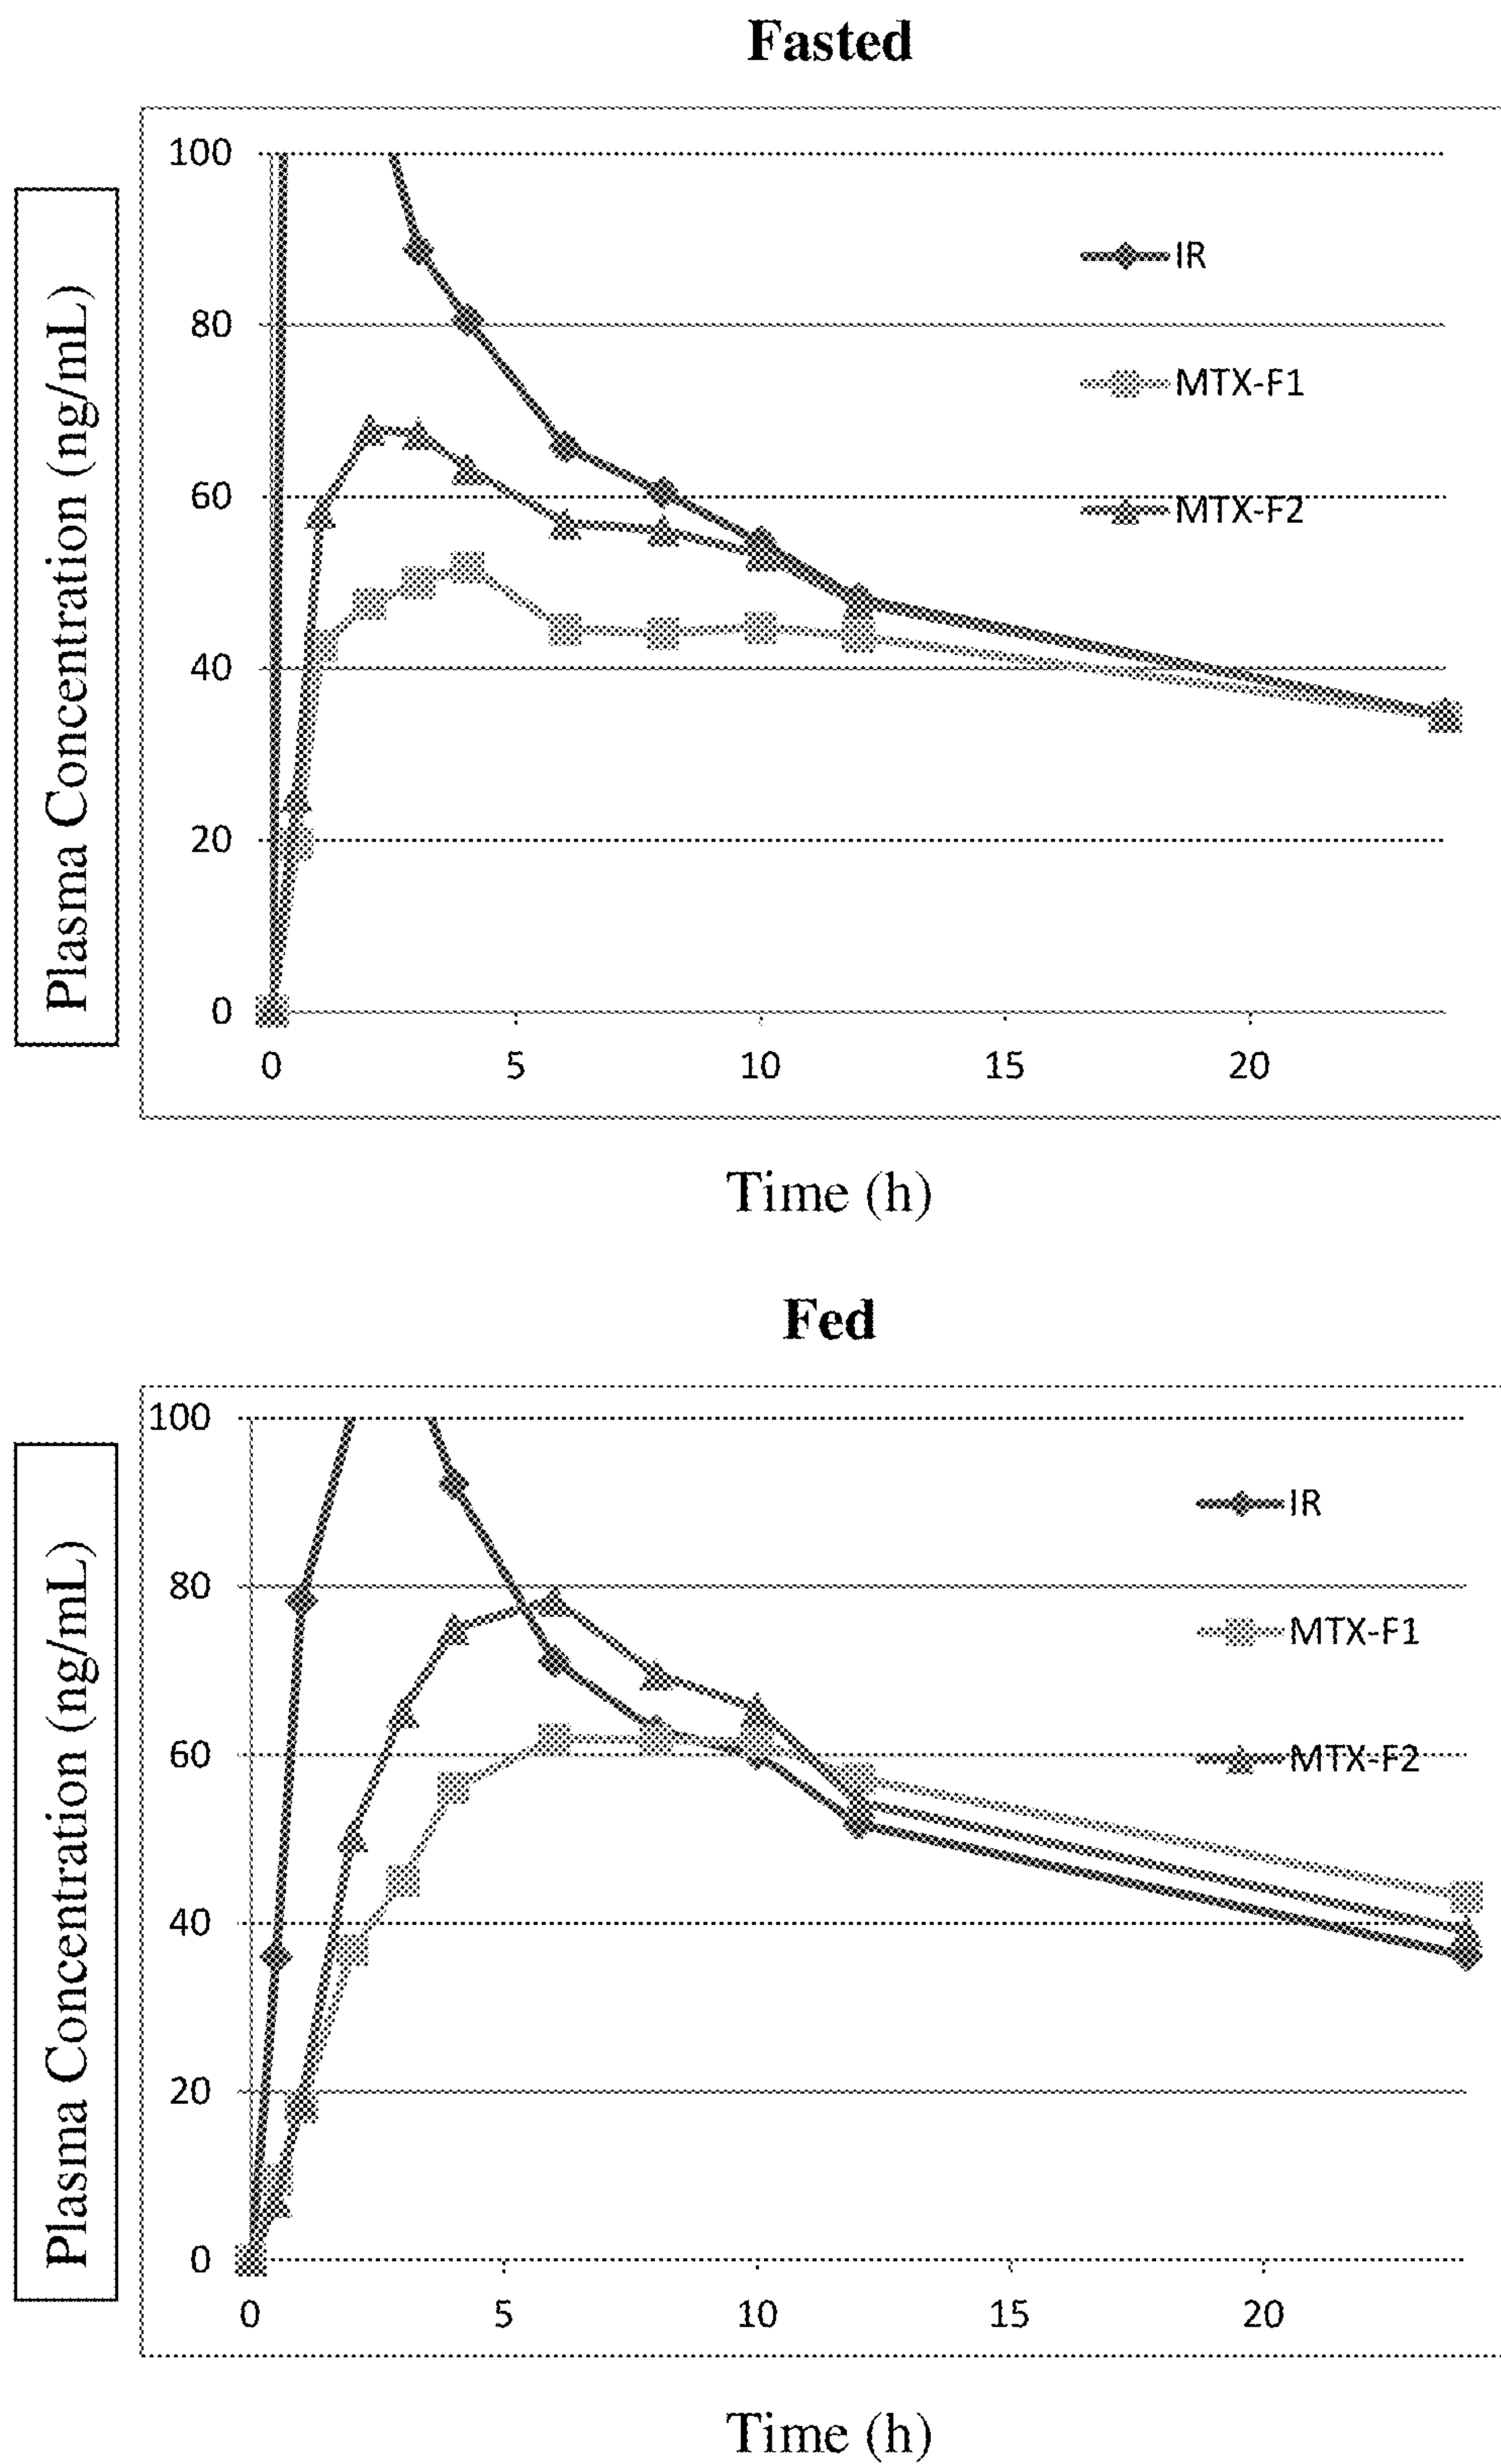 Fasted
Plasma Concentration (ng/mL)
100
80
60
40
20
0
IR
MTX-F1
MTX-F2
0 5 10 15 20
Time (h)
Fed
Plasma Concentration (ng/mL)
100
80
60
40
20
0
IR
MTX-F1
MTX-F2
0 5 10 15 20
Time (h)